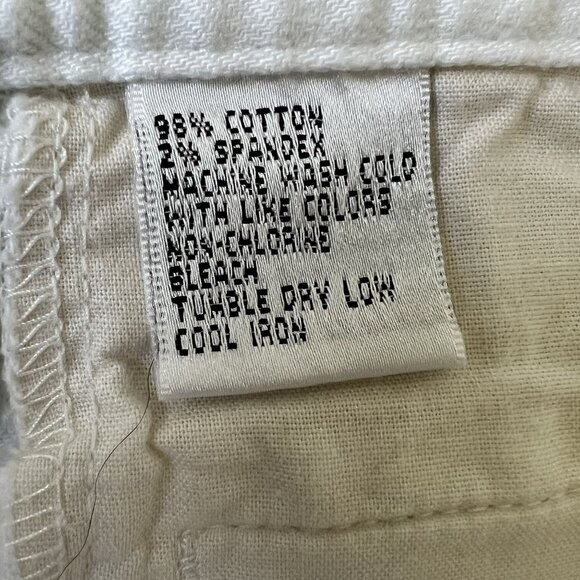 98% COTTON
2% SPANDEX
MACHINE WASH COLD
WITH LIKE COLORS
NON-CHLORINE
BLEACH
TUMBLE DRY LOW
COOL IRON